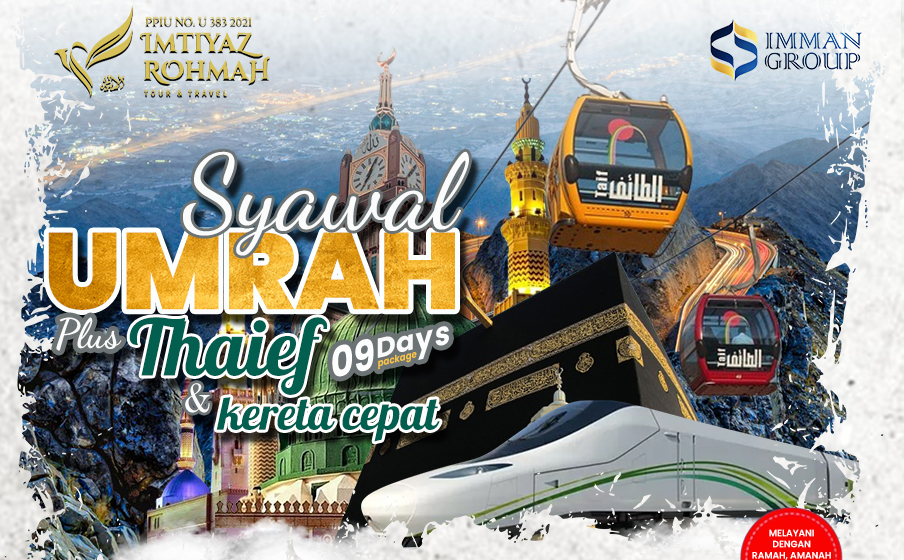 PPIU NO. U 383 2021
IMTIYAZ
ROHMAH
TOUR & TRAVEL
IMMAN
GROUP
Syawal
UMRAH
Plus Thaief
09 Days
package
& kereta cepat
الطائف
Taif
الطائف
Taif
MELAYANI
DENGAN
RAMAH, AMANAH